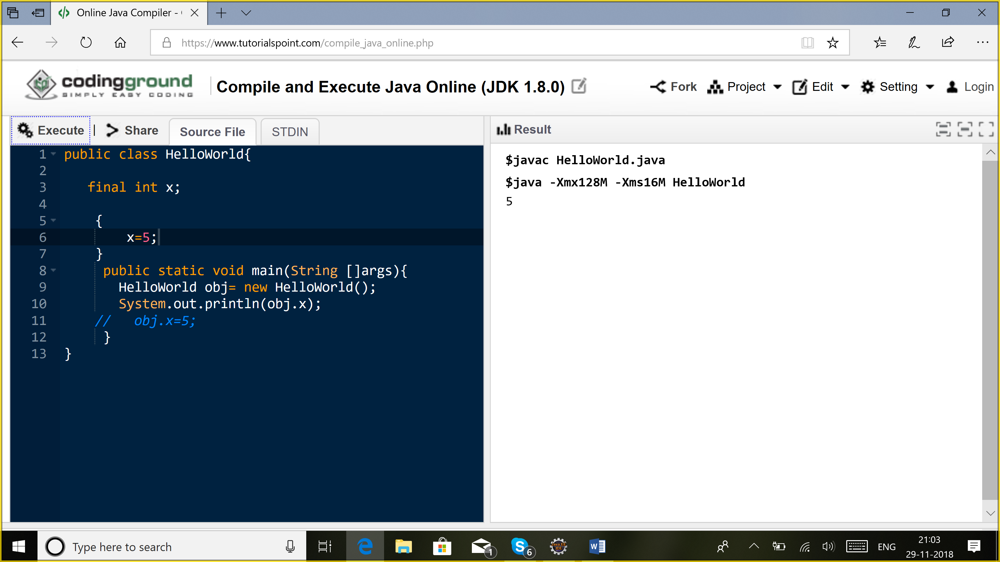 Online Java Compiler - 
https://www.tutorialspoint.com/compile_java_online.php
codingground
SIMPLY EASY CODING
Compile and Execute Java Online (JDK 1.8.0)
Fork Project Edit Setting Login
Execute | Share Source File STDIN
Result
1 public class HelloWorld{
2
3 final int x;
4
5 {
6 x=5;
7 }
8 public static void main(String []args){
9 HelloWorld obj= new HelloWorld();
10 System.out.println(obj.x);
11 // obj.x=5;
12 }
13 }
$javac HelloWorld.java
$java -Xmx128M -Xms16M HelloWorld
5
Type here to search
1
S 6
Java EE
IDE
W
ENG
21:03
29-11-2018